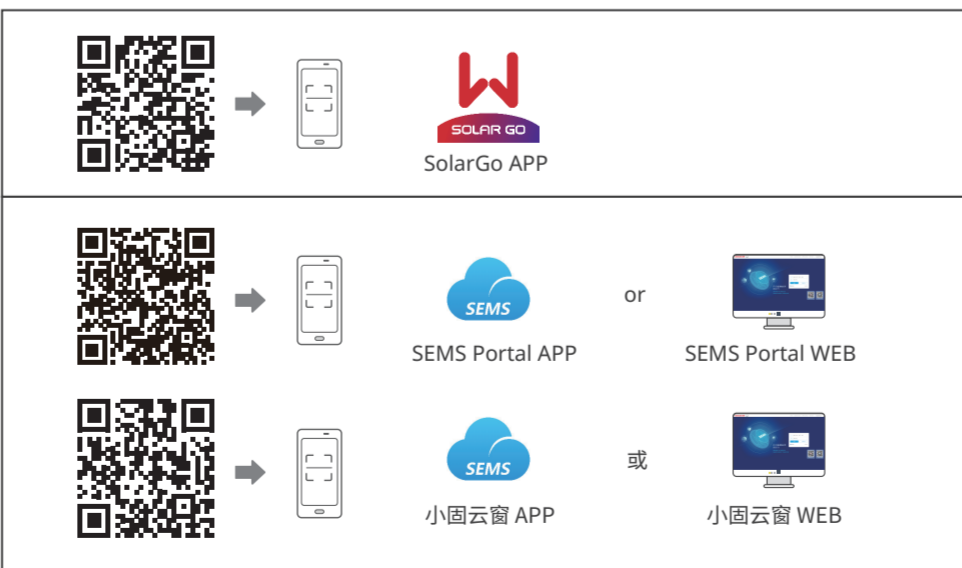 SOLAR GO
SolarGo APP
SEMS
or
SEMS Portal APP
SEMS Portal WEB
SEMS
或
小固云窗 APP
小固云窗 WEB